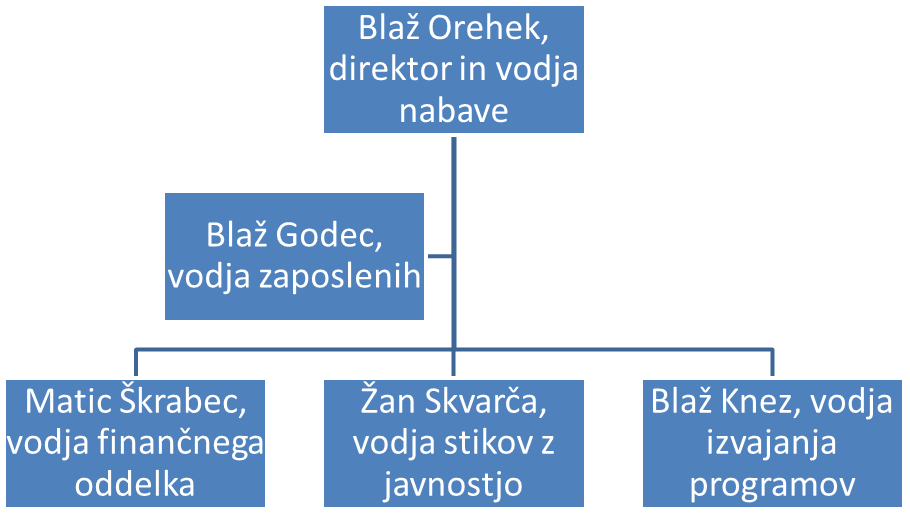 Blaž Orehek,
direktor in vodja
nabave
Blaž Godec,
vodja zaposlenih
Matic Škrabec,
vodja finančnega
oddelka
Žan Skvarča,
vodja stikov z
javnostjo
Blaž Knez, vodja
izvajanja
programov